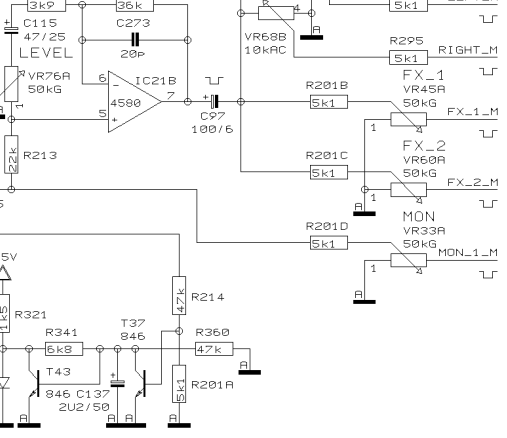 3k9
36k
4
5k1
C115
47/25
C273
VR68B
10kAC
A
R295
RIGHT_M
LEVEL
20p
5k1
VR76A
50kG
1
IC21B
6
4580
7
5
R201B
5k1
FX_1
VR45A
50kG
FX_1_M
1
C97
100/6
A
22k
R213
R201C
5k1
FX_2
VR60A
50kG
FX_2_M
1
A
R201D
5k1
MON
VR33A
50kG
MON_1_M
1
A
5V
47k
R214
1k5
R321
R341
6k8
T37
846
R360
47k
A
T43
846
C137
2U2/50
5k1
R201A
A
A
A
A